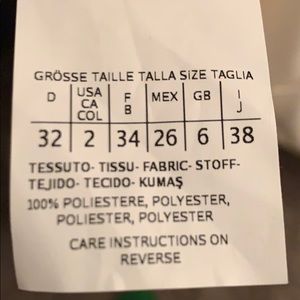 GRÖSSE TAILLE TALLA SIZE TAGLIA
D USA CA COL F B MEX GB I J
32 2 34 26 6 38
TESSUTO- TISSU- FABRIC- STOFF-
TEJIDO- TECIDO- KUMAŞ
100% POLIESTERE, POLYESTER,
POLIESTER, POLYESTER
CARE INSTRUCTIONS ON
REVERSE